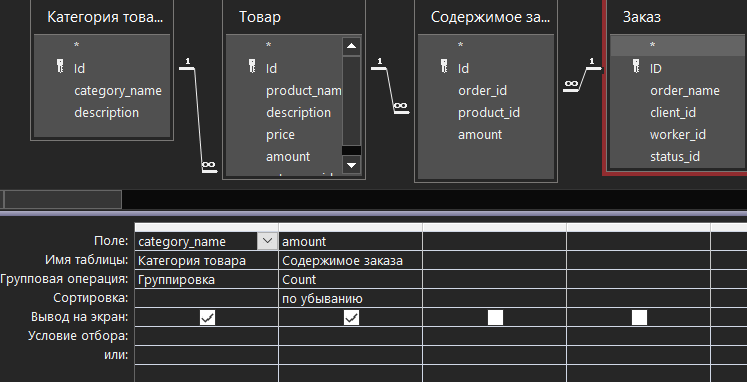 Категория това... Товар Содержимое за... Заказ
* * * *
1 Id Id 1 Id 1 ID
category_name product_nam order_id ∞ order_name
description description product_id client_id
price ∞ amount worker_id
amount status_id
∞
Поле: category_name amount
Имя таблицы: Категория товара Содержимое заказа
Групповая операция: Группировка Count
Сортировка: по убыванию
Вывод на экран:
Условие отбора:
или: